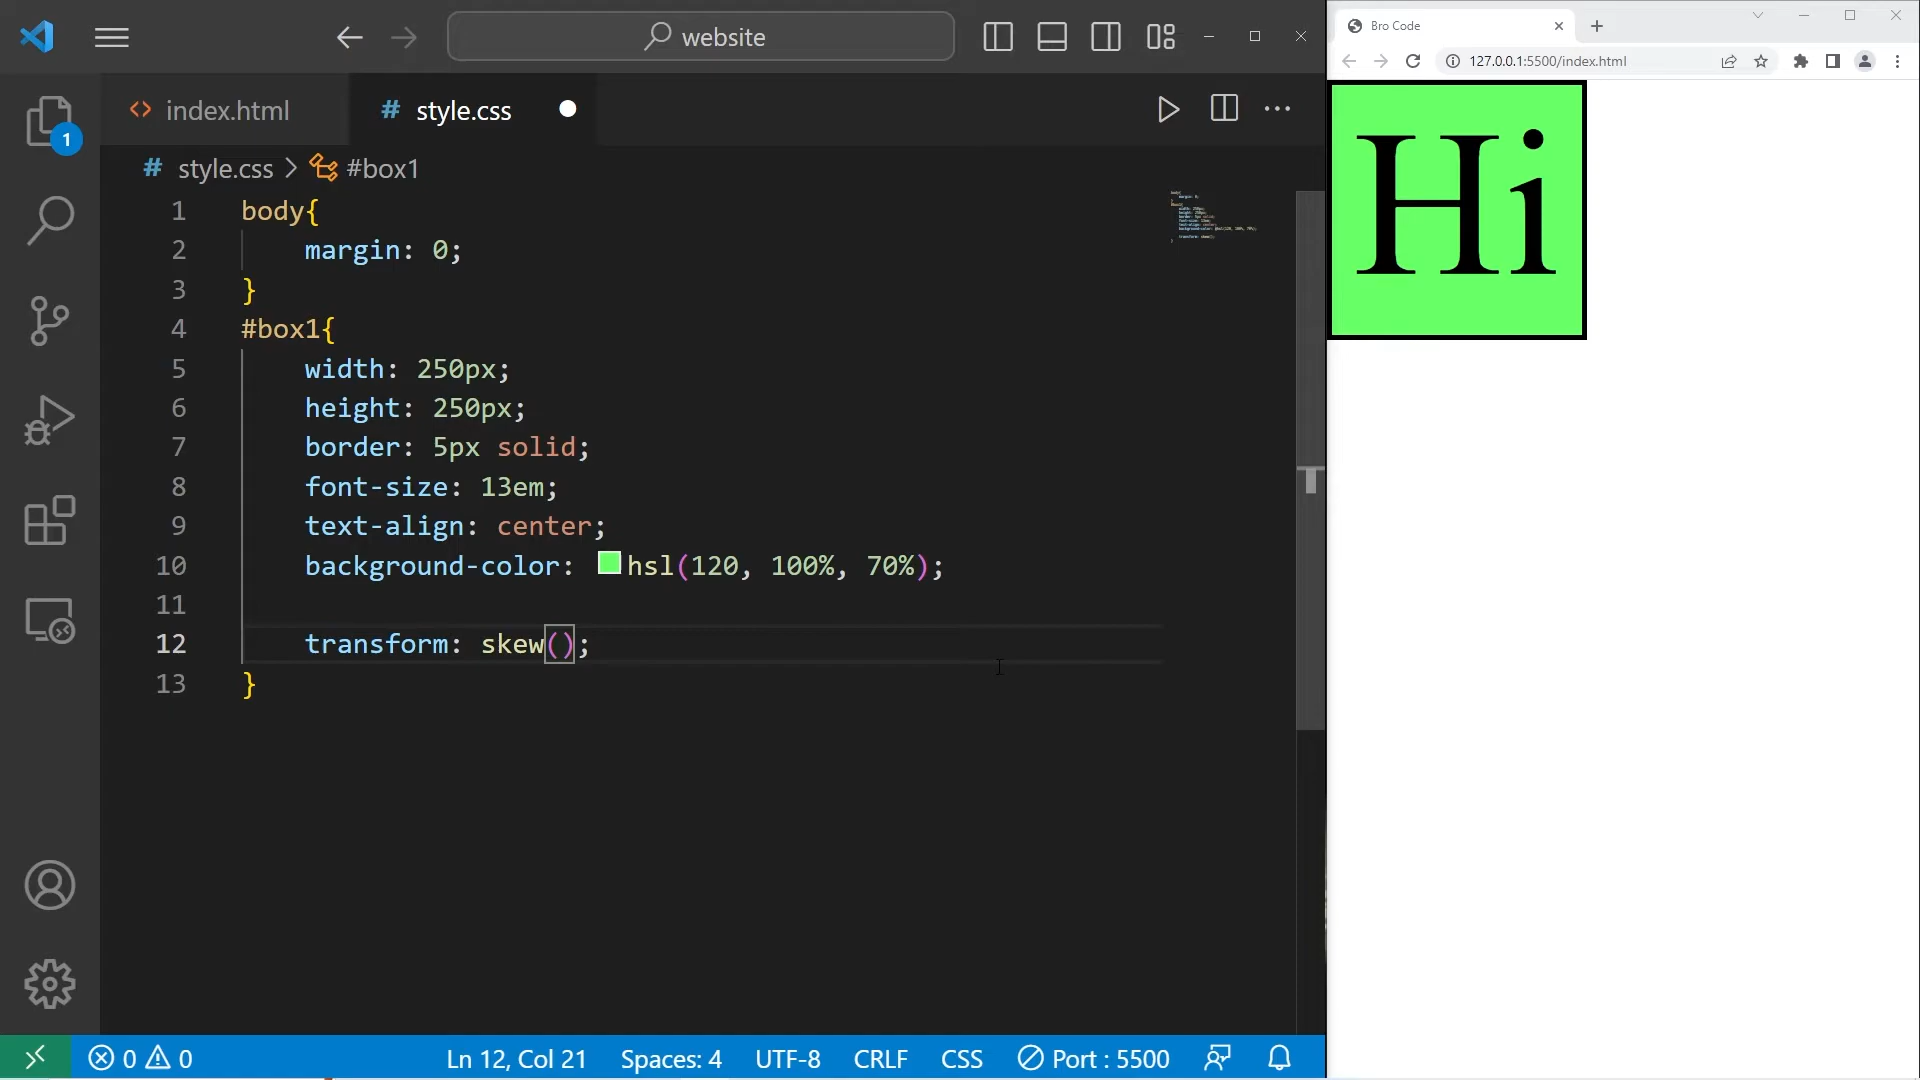 website
index.html
# style.css
# style.css > #box1
1 body{
2 margin: 0;
3 }
4 #box1{
5 width: 250px;
6 height: 250px;
7 border: 5px solid;
8 font-size: 13em;
9 text-align: center;
10 background-color: hsl(120, 100%, 70%);
11
12 transform: skew();
13 }
1
0 0
Ln 12, Col 21
Spaces: 4
UTF-8
CRLF
CSS
Port : 5500
Bro Code
127.0.0.1:5500/index.html
Hi